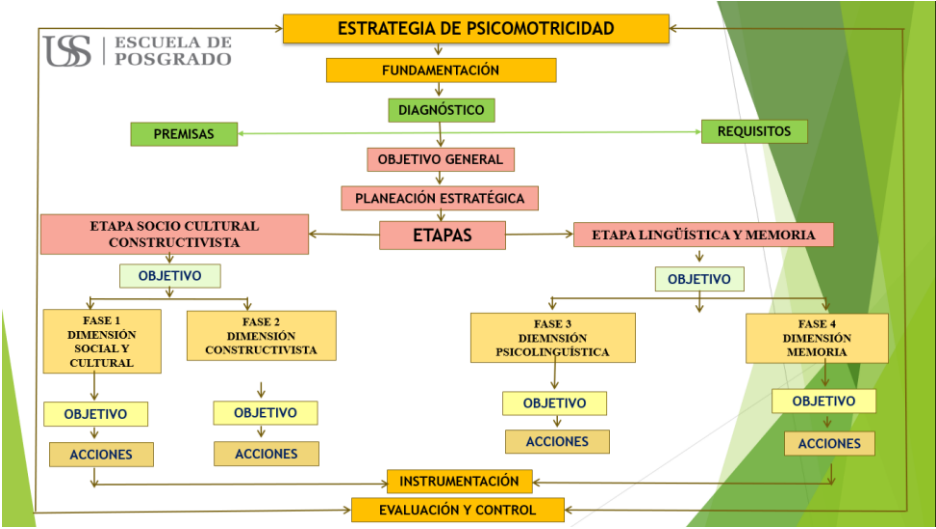 ESTRATEGIA DE PSICOMOTRICIDAD
USS
ESCUELA DE
POSGRADO
FUNDAMENTACIÓN
DIAGNÓSTICO
PREMISAS
REQUISITOS
OBJETIVO GENERAL
PLANEACIÓN ESTRATÉGICA
ETAPA SOCIO CULTURAL
CONSTRUCTIVISTA
ETAPAS
ETAPA LINGÜÍSTICA Y MEMORIA
OBJETIVO
OBJETIVO
FASE 1
DIMENSIÓN
SOCIAL Y
CULTURAL
FASE 2
DIMENSIÓN
CONSTRUCTIVISTA
FASE 3
DIEMNSIÓN
PSICOLINGUÍSTICA
FASE 4
DIMENSIÓN
MEMORIA
OBJETIVO
OBJETIVO
OBJETIVO
OBJETIVO
ACCIONES
ACCIONES
ACCIONES
ACCIONES
INSTRUMENTACIÓN
EVALUACIÓN Y CONTROL